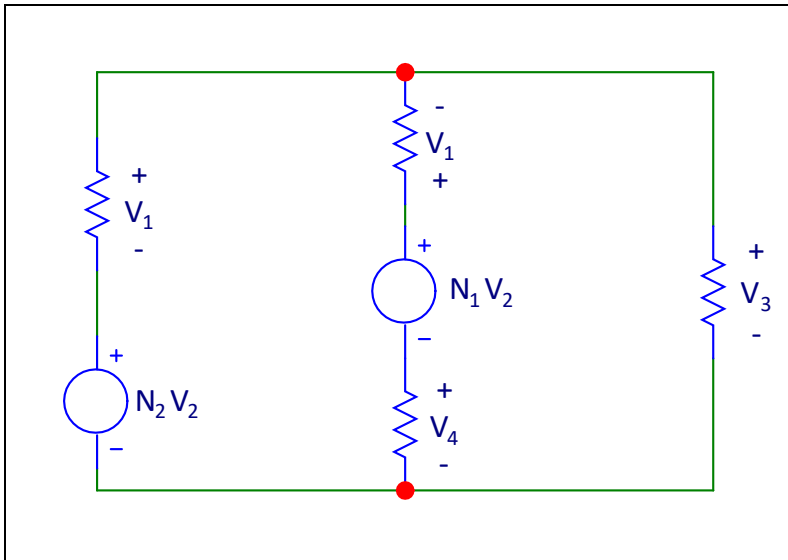 -
V₁
+
+
V₁
-
+
N₁ V₂
−
+
V₃
-
+
N₂ V₂
−
+
V₄
-